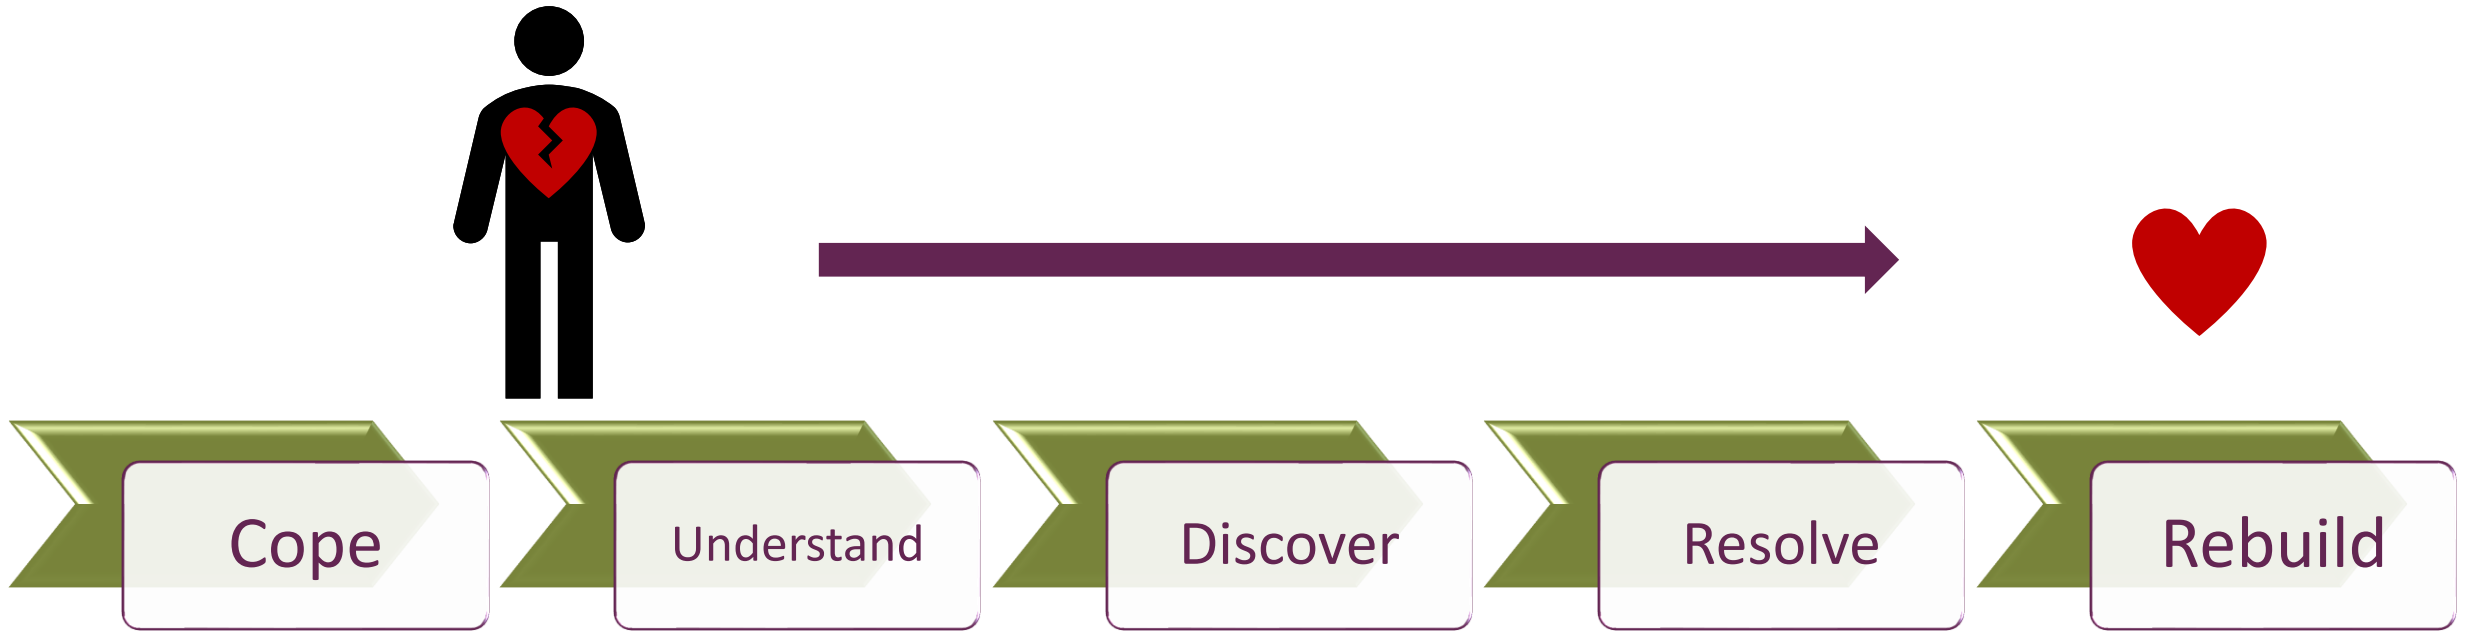 Cope
Understand
Discover
Resolve
Rebuild